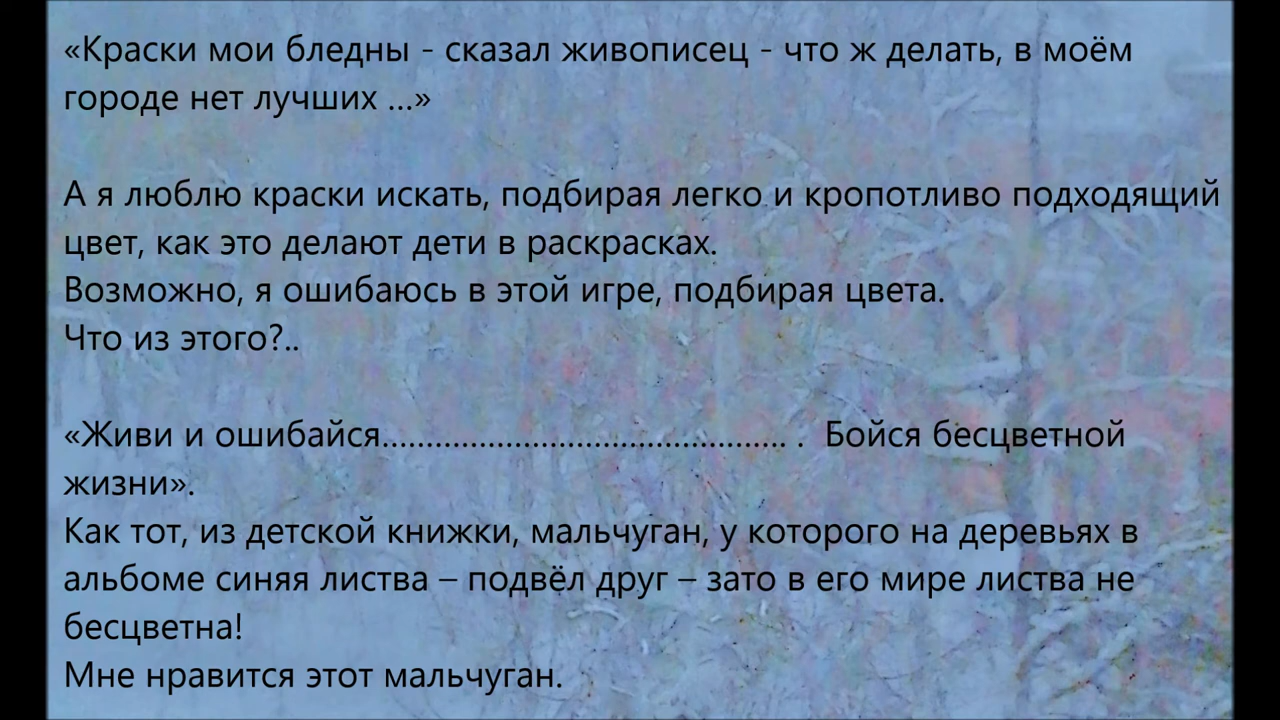 «Краски мои бледны - сказал живописец - что ж делать, в моём
городе нет лучших ...»
А я люблю краски искать, подбирая легко и кропотливо подходящий
цвет, как это делают дети в раскрасках.
Возможно, я ошибаюсь в этой игре, подбирая цвета.
Что из этого?..
«Живи и ошибайся.............................................. .  Бойся бесцветной
жизни».
Как тот, из детской книжки, мальчуган, у которого на деревьях в
альбоме синяя листва – подвёл друг – зато в его мире листва не
бесцветна!
Мне нравится этот мальчуган.